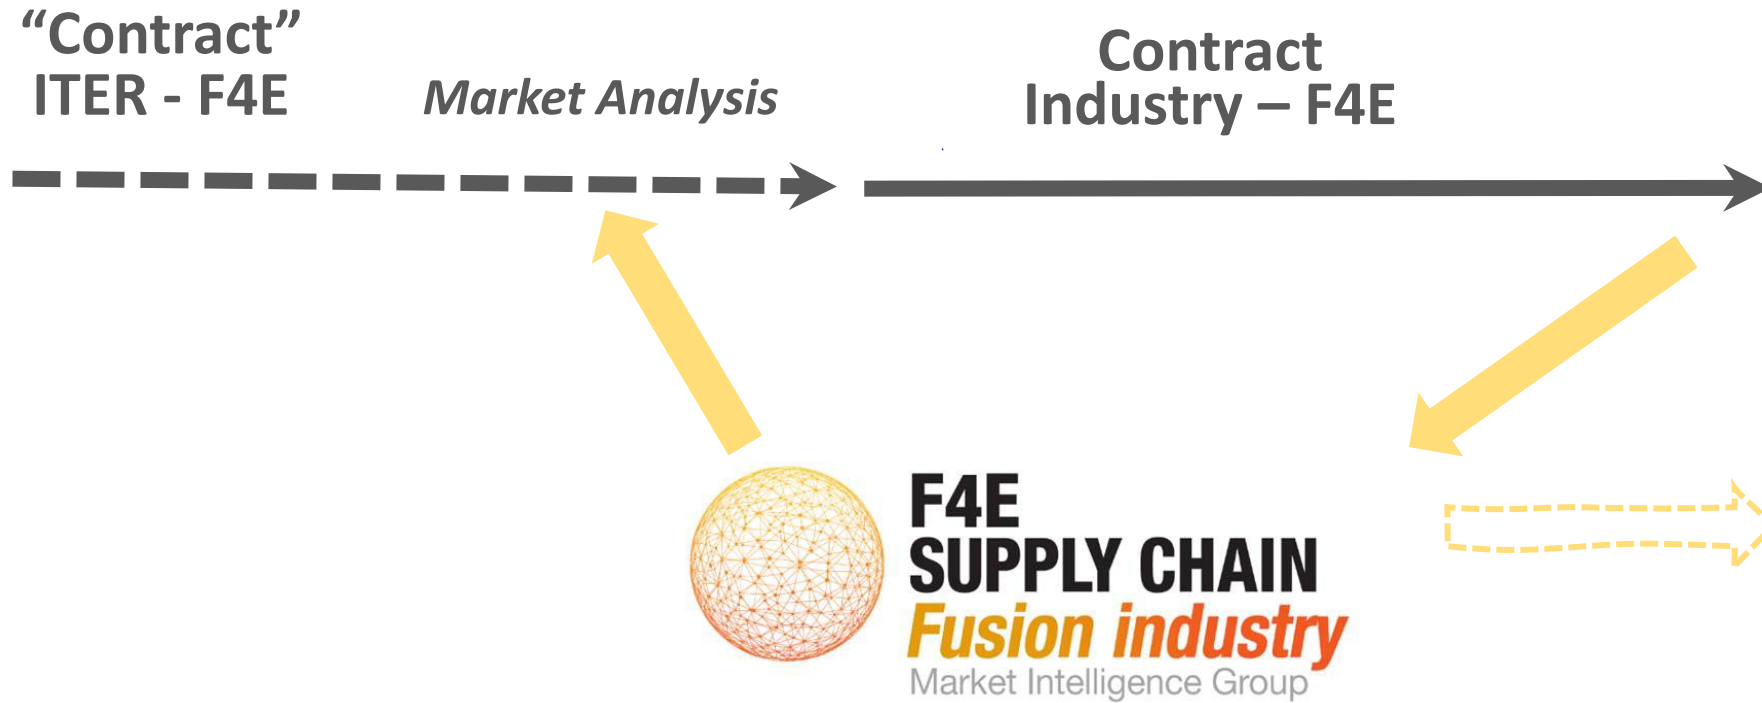 “Contract”
ITER - F4E
Market Analysis
Contract
Industry – F4E
F4E
SUPPLY CHAIN
Fusion industry
Market Intelligence Group